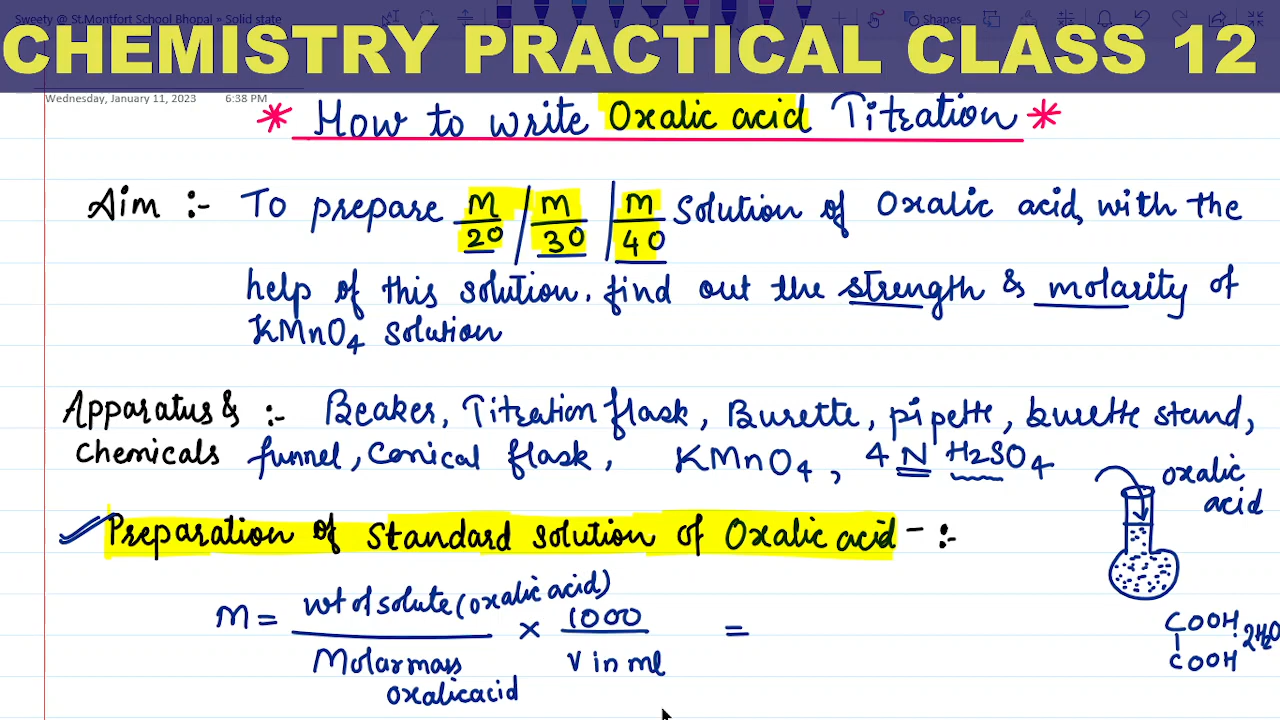 Sweety @ St.Montfort School Bhopal » Solid state
Shapes
CHEMISTRY PRACTICAL CLASS 12
Wednesday, January 11, 2023 6:38 PM
* How to write Oxalic acid Titration *
Aim :- To prepare M/20 / M/30 / M/40 solution of Oxalic acid, with the
help of this solution. find out the strength & molarity of
KMnO4 solution
Apparatus & :- Beaker, Titration flask, Burette, pipette, burette stand,
Chemicals funnel, Conical flask, KMnO4, 4 N H2SO4
oxalic
acid
Preparation of Standard solution of Oxalic acid -:
M = wt of solute (oxalic acid) / Molar mass oxalic acid × 1000 / V in ml =
COOH
|
COOH
. 2H2O